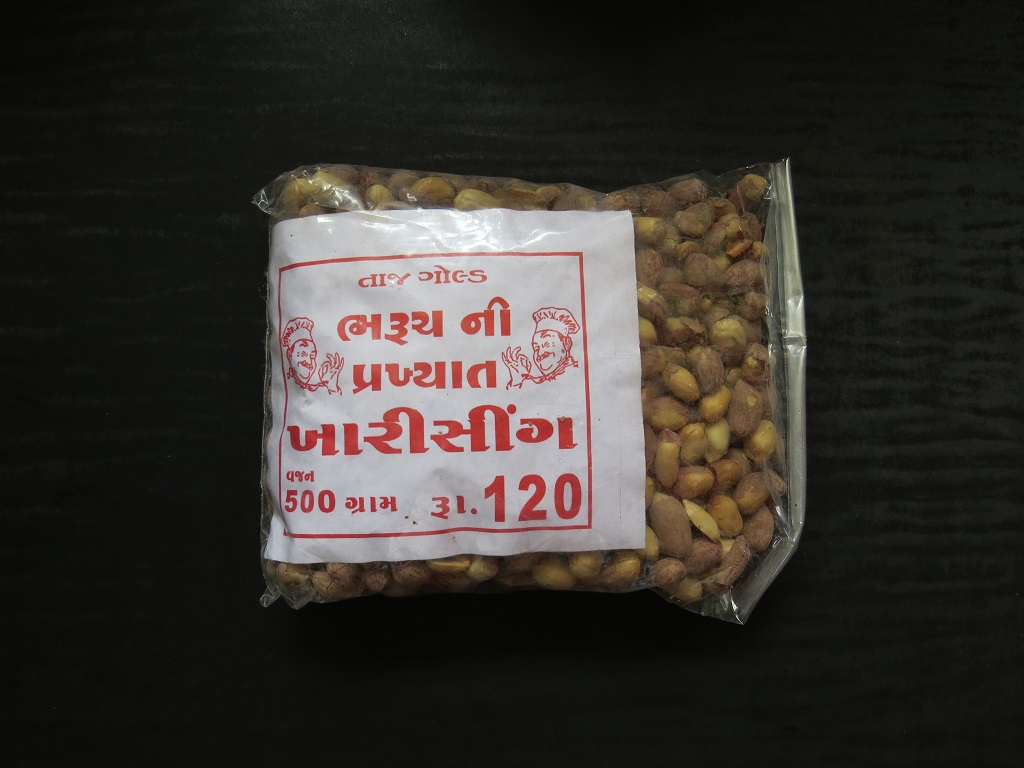 તાજ ગોલ્ડ
ભરૂચ ની
પ્રખ્યાત
ખારીસીંગ
વજન
500 ગ્રામ રૂા. 120